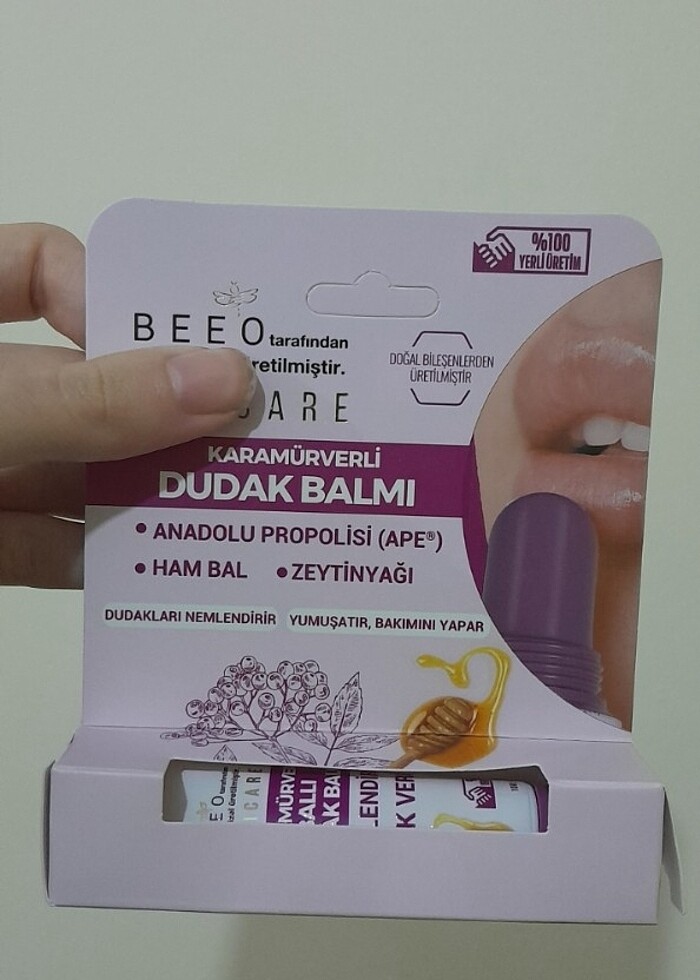 %100
YERLİ ÜRETİM
BEEO tarafından
retilmiştir.
CARE
DOĞAL BİLEŞENLERDEN
ÜRETİLMİŞTİR
KARAMÜRVERLİ
DUDAK BALMI
• ANADOLU PROPOLİSİ (APE®)
• HAM BAL • ZEYTİNYAĞI
DUDAKLARI NEMLENDİRİR YUMUŞATIR, BAKIMINI YAPAR